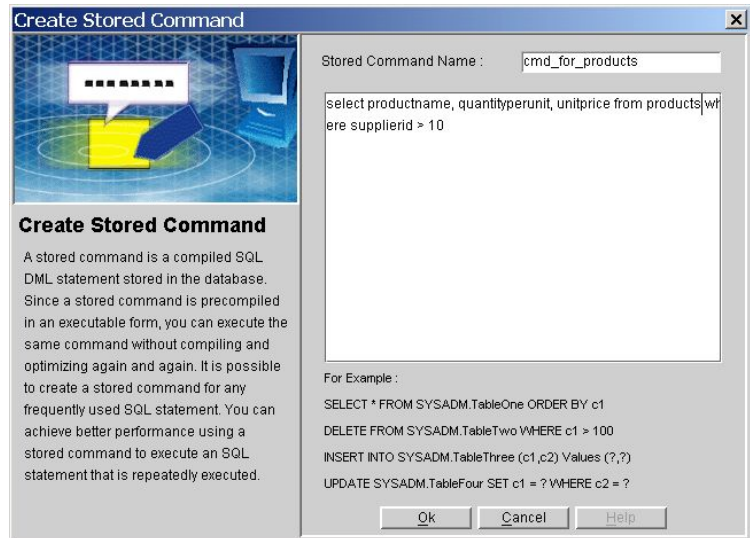 Create Stored Command
Stored Command Name :
cmd_for_products
select productname, quantityperunit, unitprice from products wh
ere supplierid > 10
Create Stored Command
A stored command is a compiled SQL
DML statement stored in the database.
Since a stored command is precompiled
in an executable form, you can execute the
same command without compiling and
optimizing again and again. It is possible
to create a stored command for any
frequently used SQL statement. You can
achieve better performance using a
stored command to execute an SQL
statement that is repeatedly executed.
For Example :
SELECT * FROM SYSADM.TableOne ORDER BY c1
DELETE FROM SYSADM.TableTwo WHERE c1 > 100
INSERT INTO SYSADM.TableThree (c1,c2) Values (?,?)
UPDATE SYSADM.TableFour SET c1 = ? WHERE c2 = ?
Ok
Cancel
Help